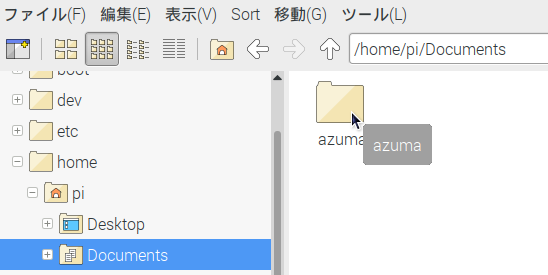 ファイル(F) 編集(E) 表示(V) Sort 移動(G) ツール(L)
/home/pi/Documents
boot
dev
etc
home
pi
Desktop
Documents
azuma
azuma